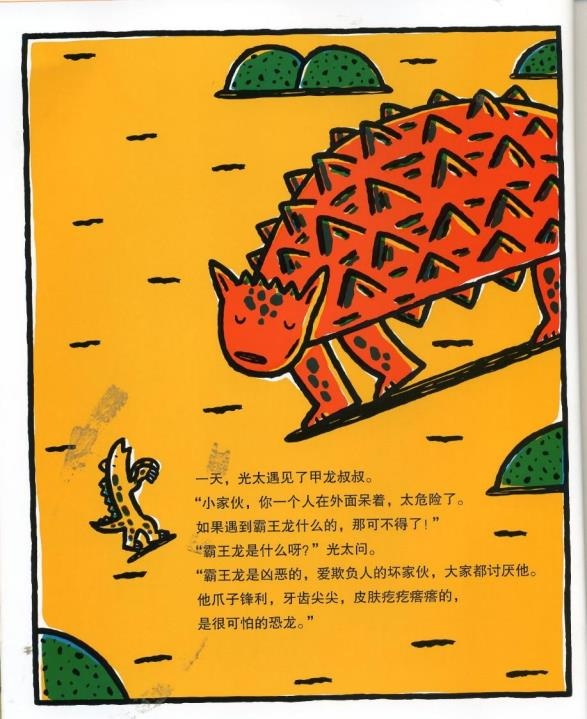 一天，光太遇见了甲龙叔叔。
“小家伙，你一个人在外面呆着，太危险了。
如果遇到霸王龙什么的，那可不得了！”
“霸王龙是什么呀？”光太问。
“霸王龙是凶恶的，爱欺负人的坏家伙，大家都讨厌他。
他爪子锋利，牙齿尖尖，皮肤疙疙瘩瘩的，
是很可怕的恐龙。”